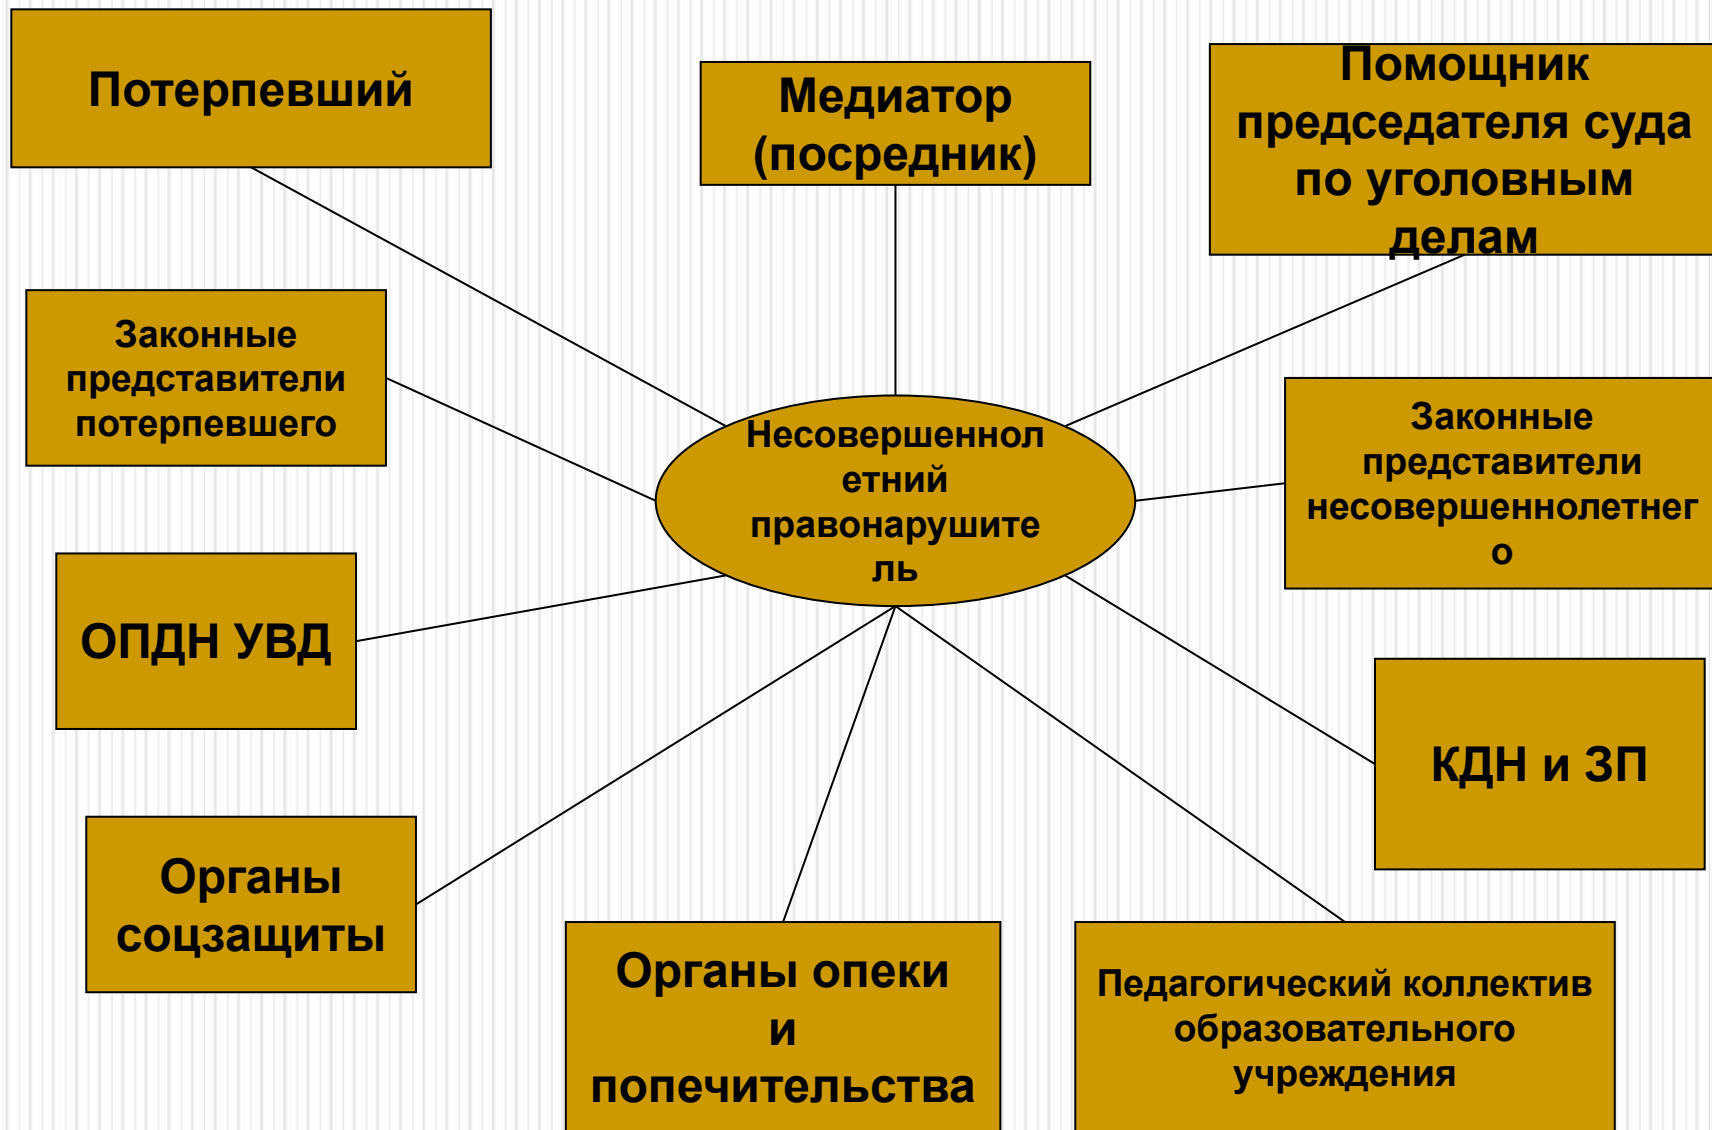 Потерпевший
Медиатор
(посредник)
Помощник
председателя суда
по уголовным
делам
Законные
представители
потерпевшего
Несовершеннол
етний
правонарушите
ль
Законные
представители
несовершеннолетнег
о
ОПДН УВД
КДН и ЗП
Органы
соцзащиты
Органы опеки
и
попечительства
Педагогический коллектив
образовательного
учреждения